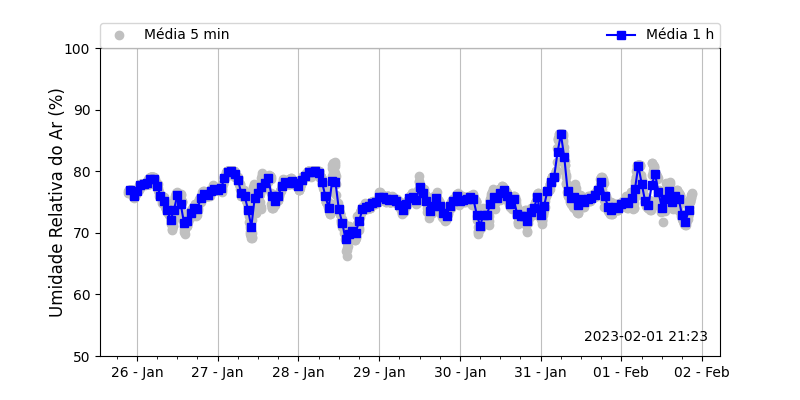 Média 5 min
Média 1 h
Umidade Relativa do Ar (%)
100
90
80
70
60
50
2023-02-01 21:23
26 - Jan
27 - Jan
28 - Jan
29 - Jan
30 - Jan
31 - Jan
01 - Feb
02 - Feb